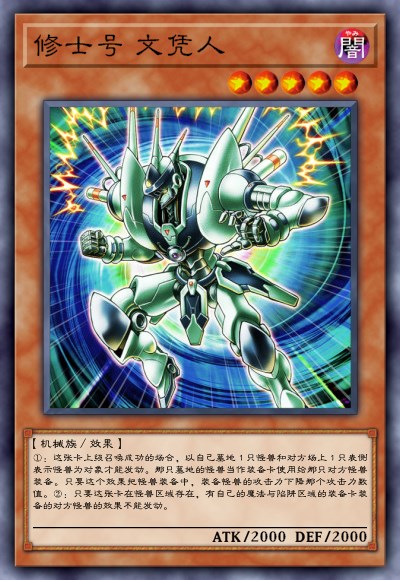 修士号 文凭人
やみ
闇
【机械族／效果】
①：这张卡上级召唤成功的场合，以自己墓地1只怪兽和对方场上1只表侧
表示怪兽为对象才能发动。那只墓地的怪兽当作装备卡使用给那只对方怪兽
装备。只要这个效果把怪兽装备中，装备怪兽的攻击力下降那个攻击力数
值。②：只要这张卡在怪兽区域存在，有自己的魔法与陷阱区域的装备卡装
备的对方怪兽的效果不能发动。
ATK/2000 DEF/2000